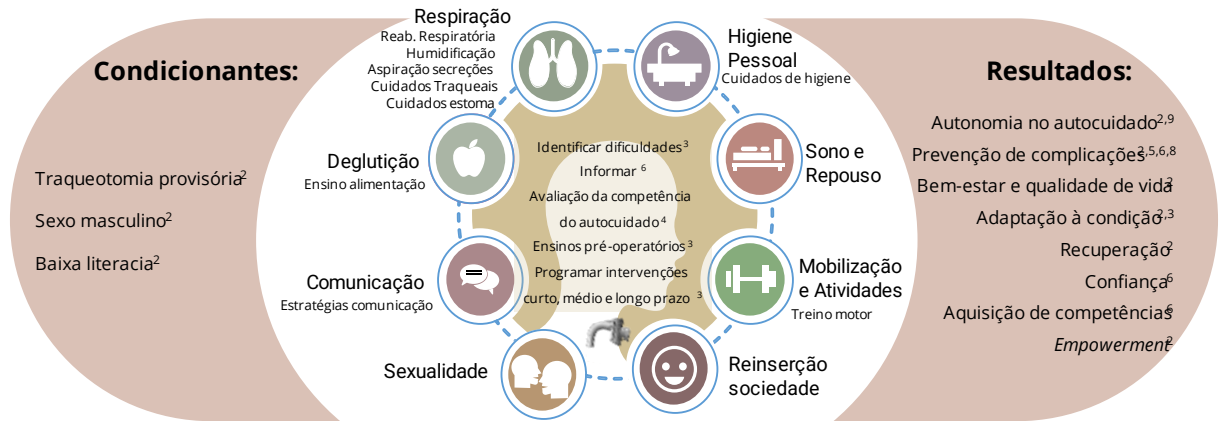 Condicionantes:
Traqueotomia provisória²
Sexo masculino²
Baixa literacia²
Respiração
Reab. Respiratória
Humidificação
Aspiração secreções
Cuidados Traqueais
Cuidados estoma
Deglutição
Ensino alimentação
Comunicação
Estratégias comunicação
Sexualidade
Identificar dificuldades³
Informar ⁶
Avaliação da competência
do autocuidado⁴
Ensinos pré-operatórios³
Programar intervenções
curto, médio e longo prazo ³
Higiene
Pessoal
Cuidados de higiene
Sono e
Repouso
Mobilização
e Atividades
Treino motor
Reinserção
sociedade
Resultados:
Autonomia no autocuidado²,⁹
Prevenção de complicações²,⁵,⁶,⁸
Bem-estar e qualidade de vida²
Adaptação à condição²,³
Recuperação²
Confiança⁶
Aquisição de competências⁶
Empowerment²